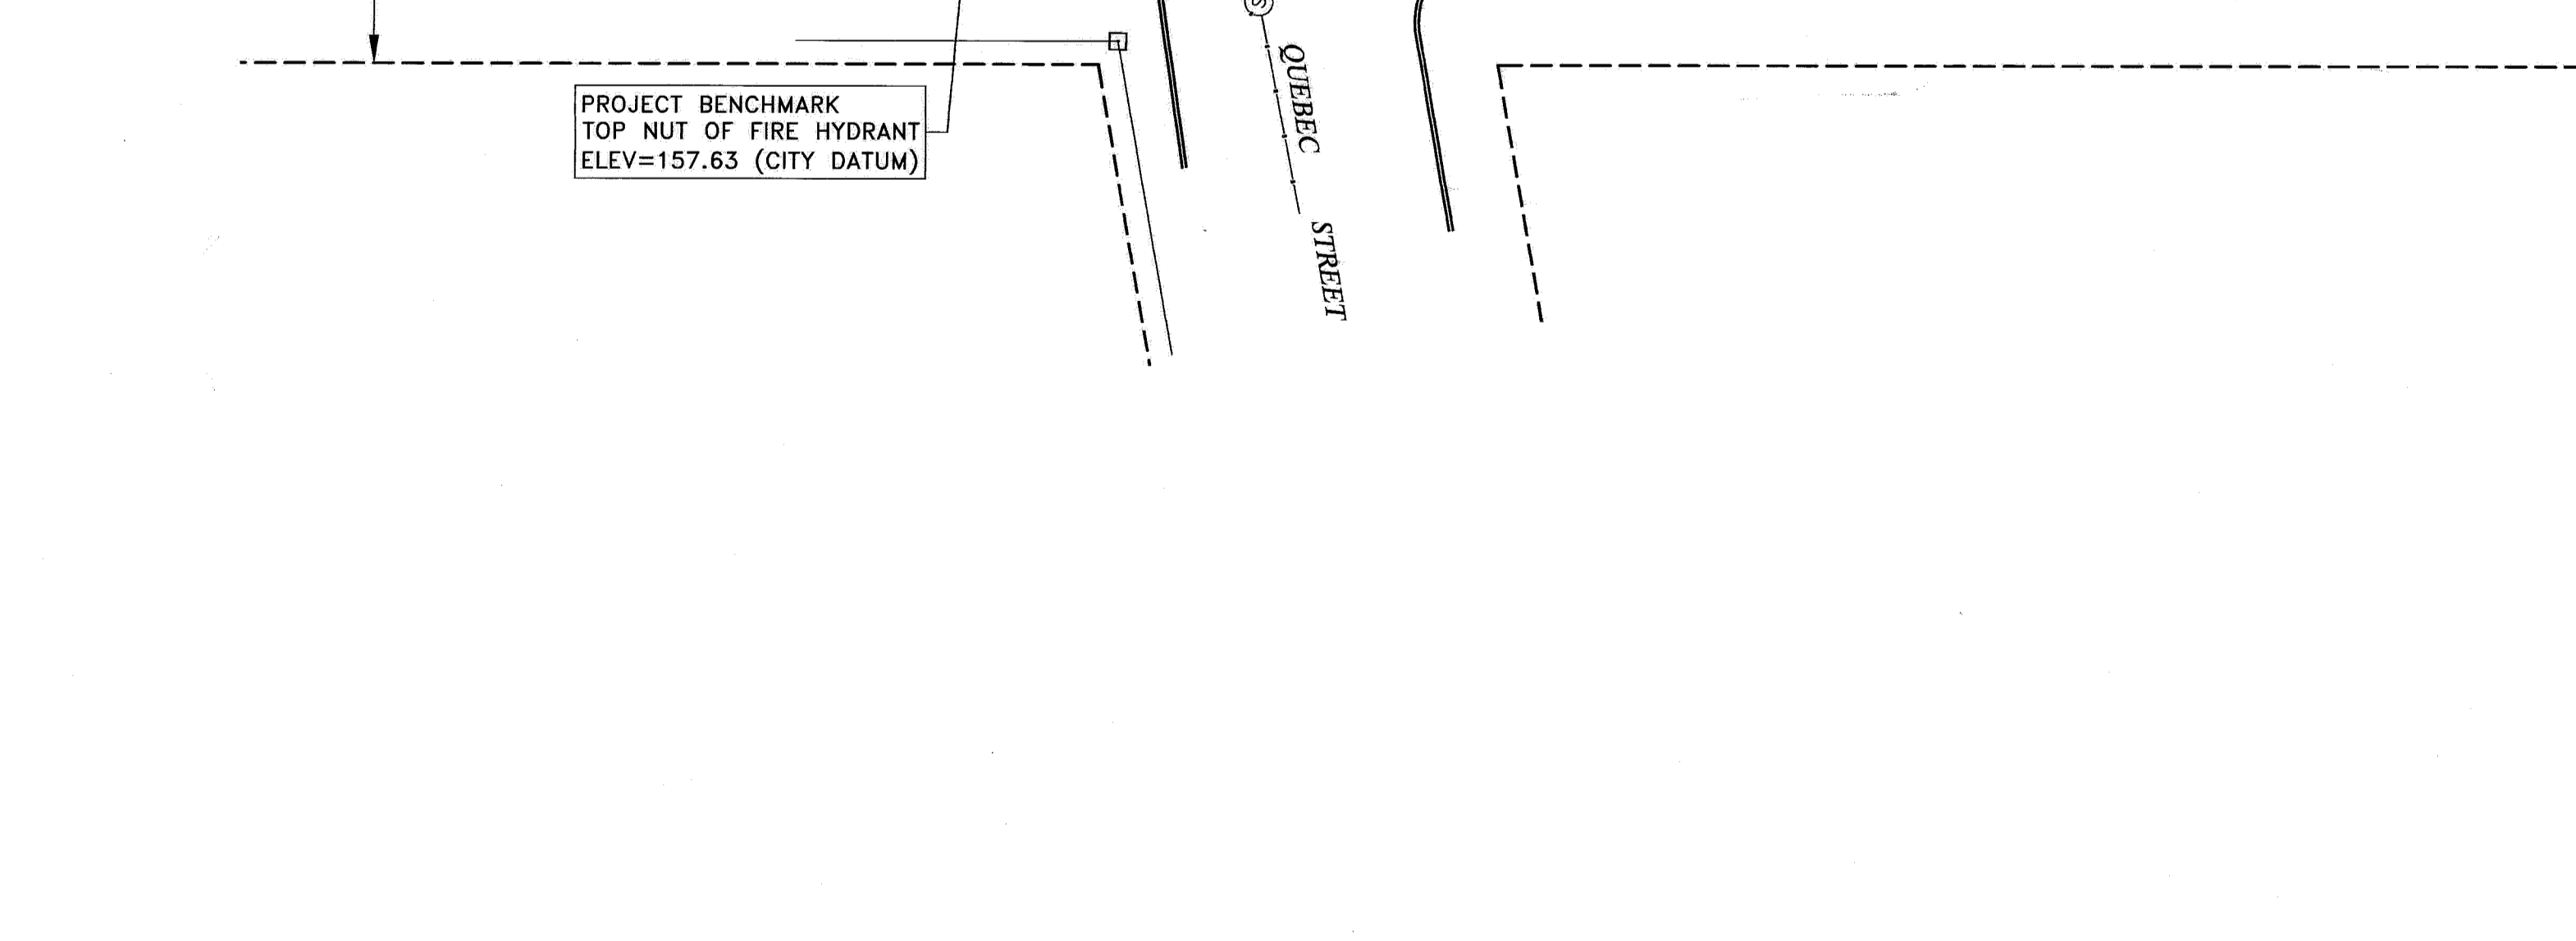 PROJECT BENCHMARK
TOP NUT OF FIRE HYDRANT
ELEV=157.63 (CITY DATUM)
S
QUEBEC STREET